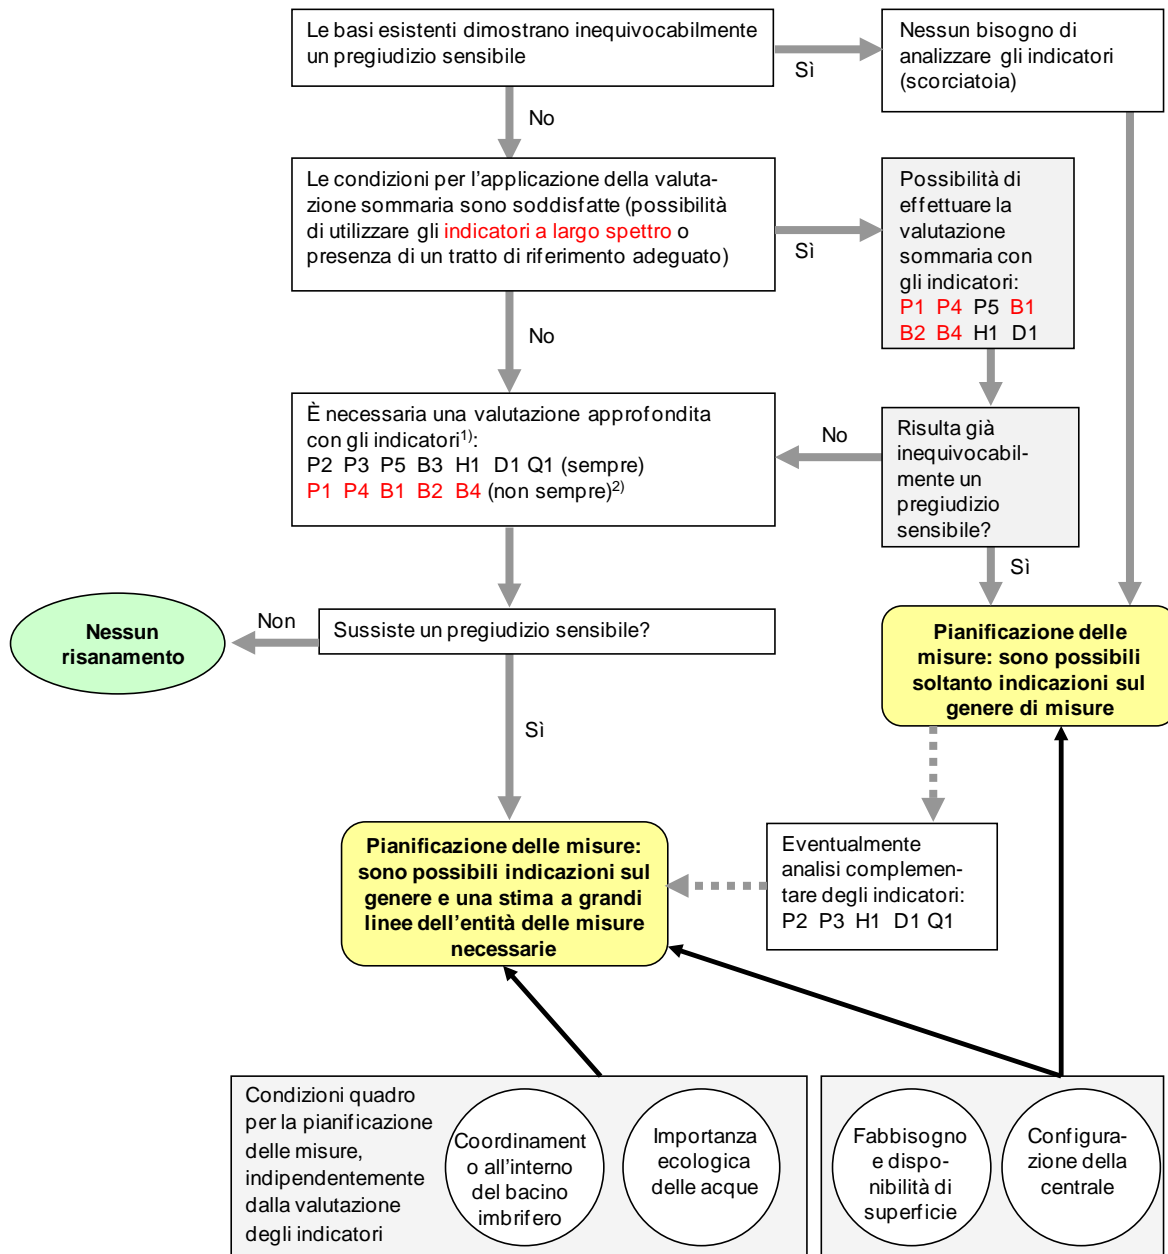 Le basi esistenti dimostrano inequivocabilmente
un pregiudizio sensibile
Sì
Nessun bisogno di
analizzare gli indicatori
(scorciatoia)
No
Le condizioni per l'applicazione della valuta-
zione sommaria sono soddisfatte (possibilità
di utilizzare gli indicatori a largo spettro o
presenza di un tratto di riferimento adeguato)
Sì
Possibilità di
effettuare la
valutazione
sommaria con
gli indicatori:
P1 P4 P5 B1
B2 B4 H1 D1
No
È necessaria una valutazione approfondita
con gli indicatori1):
P2 P3 P5 B3 H1 D1 Q1 (sempre)
P1 P4 B1 B2 B4 (non sempre)2)
No
Risulta già
inequivocabil-
mente un
pregiudizio
sensibile?
Sì
Nessun
risanamento
Non
Sussiste un pregiudizio sensibile?
Pianificazione delle
misure: sono possibili
soltanto indicazioni sul
genere di misure
Sì
Pianificazione delle misure:
sono possibili indicazioni sul
genere e una stima a grandi
linee dell'entità delle misure
necessarie
Eventualmente
analisi complemen-
tare degli indicatori:
P2 P3 H1 D1 Q1
Condizioni quadro
per la pianificazione
delle misure,
indipendentemente
dalla valutazione
degli indicatori
Coordinament
o all'interno
del bacino
imbrifero
Importanza
ecologica
delle acque
Fabbisogno
e dispo-
nibilità di
superficie
Configura-
zione della
centrale